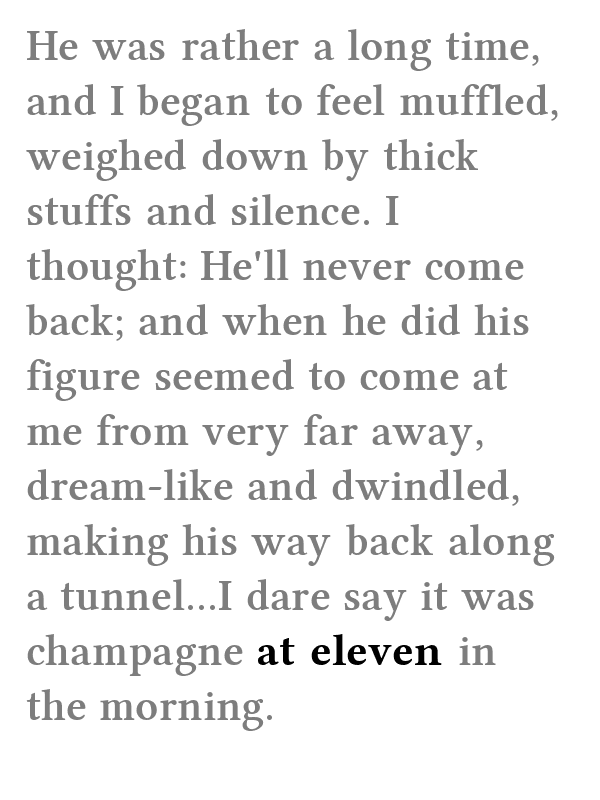 He was rather a long time,
and I began to feel muffled,
weighed down by thick
stuffs and silence. I
thought: He'll never come
back; and when he did his
figure seemed to come at
me from very far away,
dream-like and dwindled,
making his way back along
a tunnel...I dare say it was
champagne at eleven in
the morning.